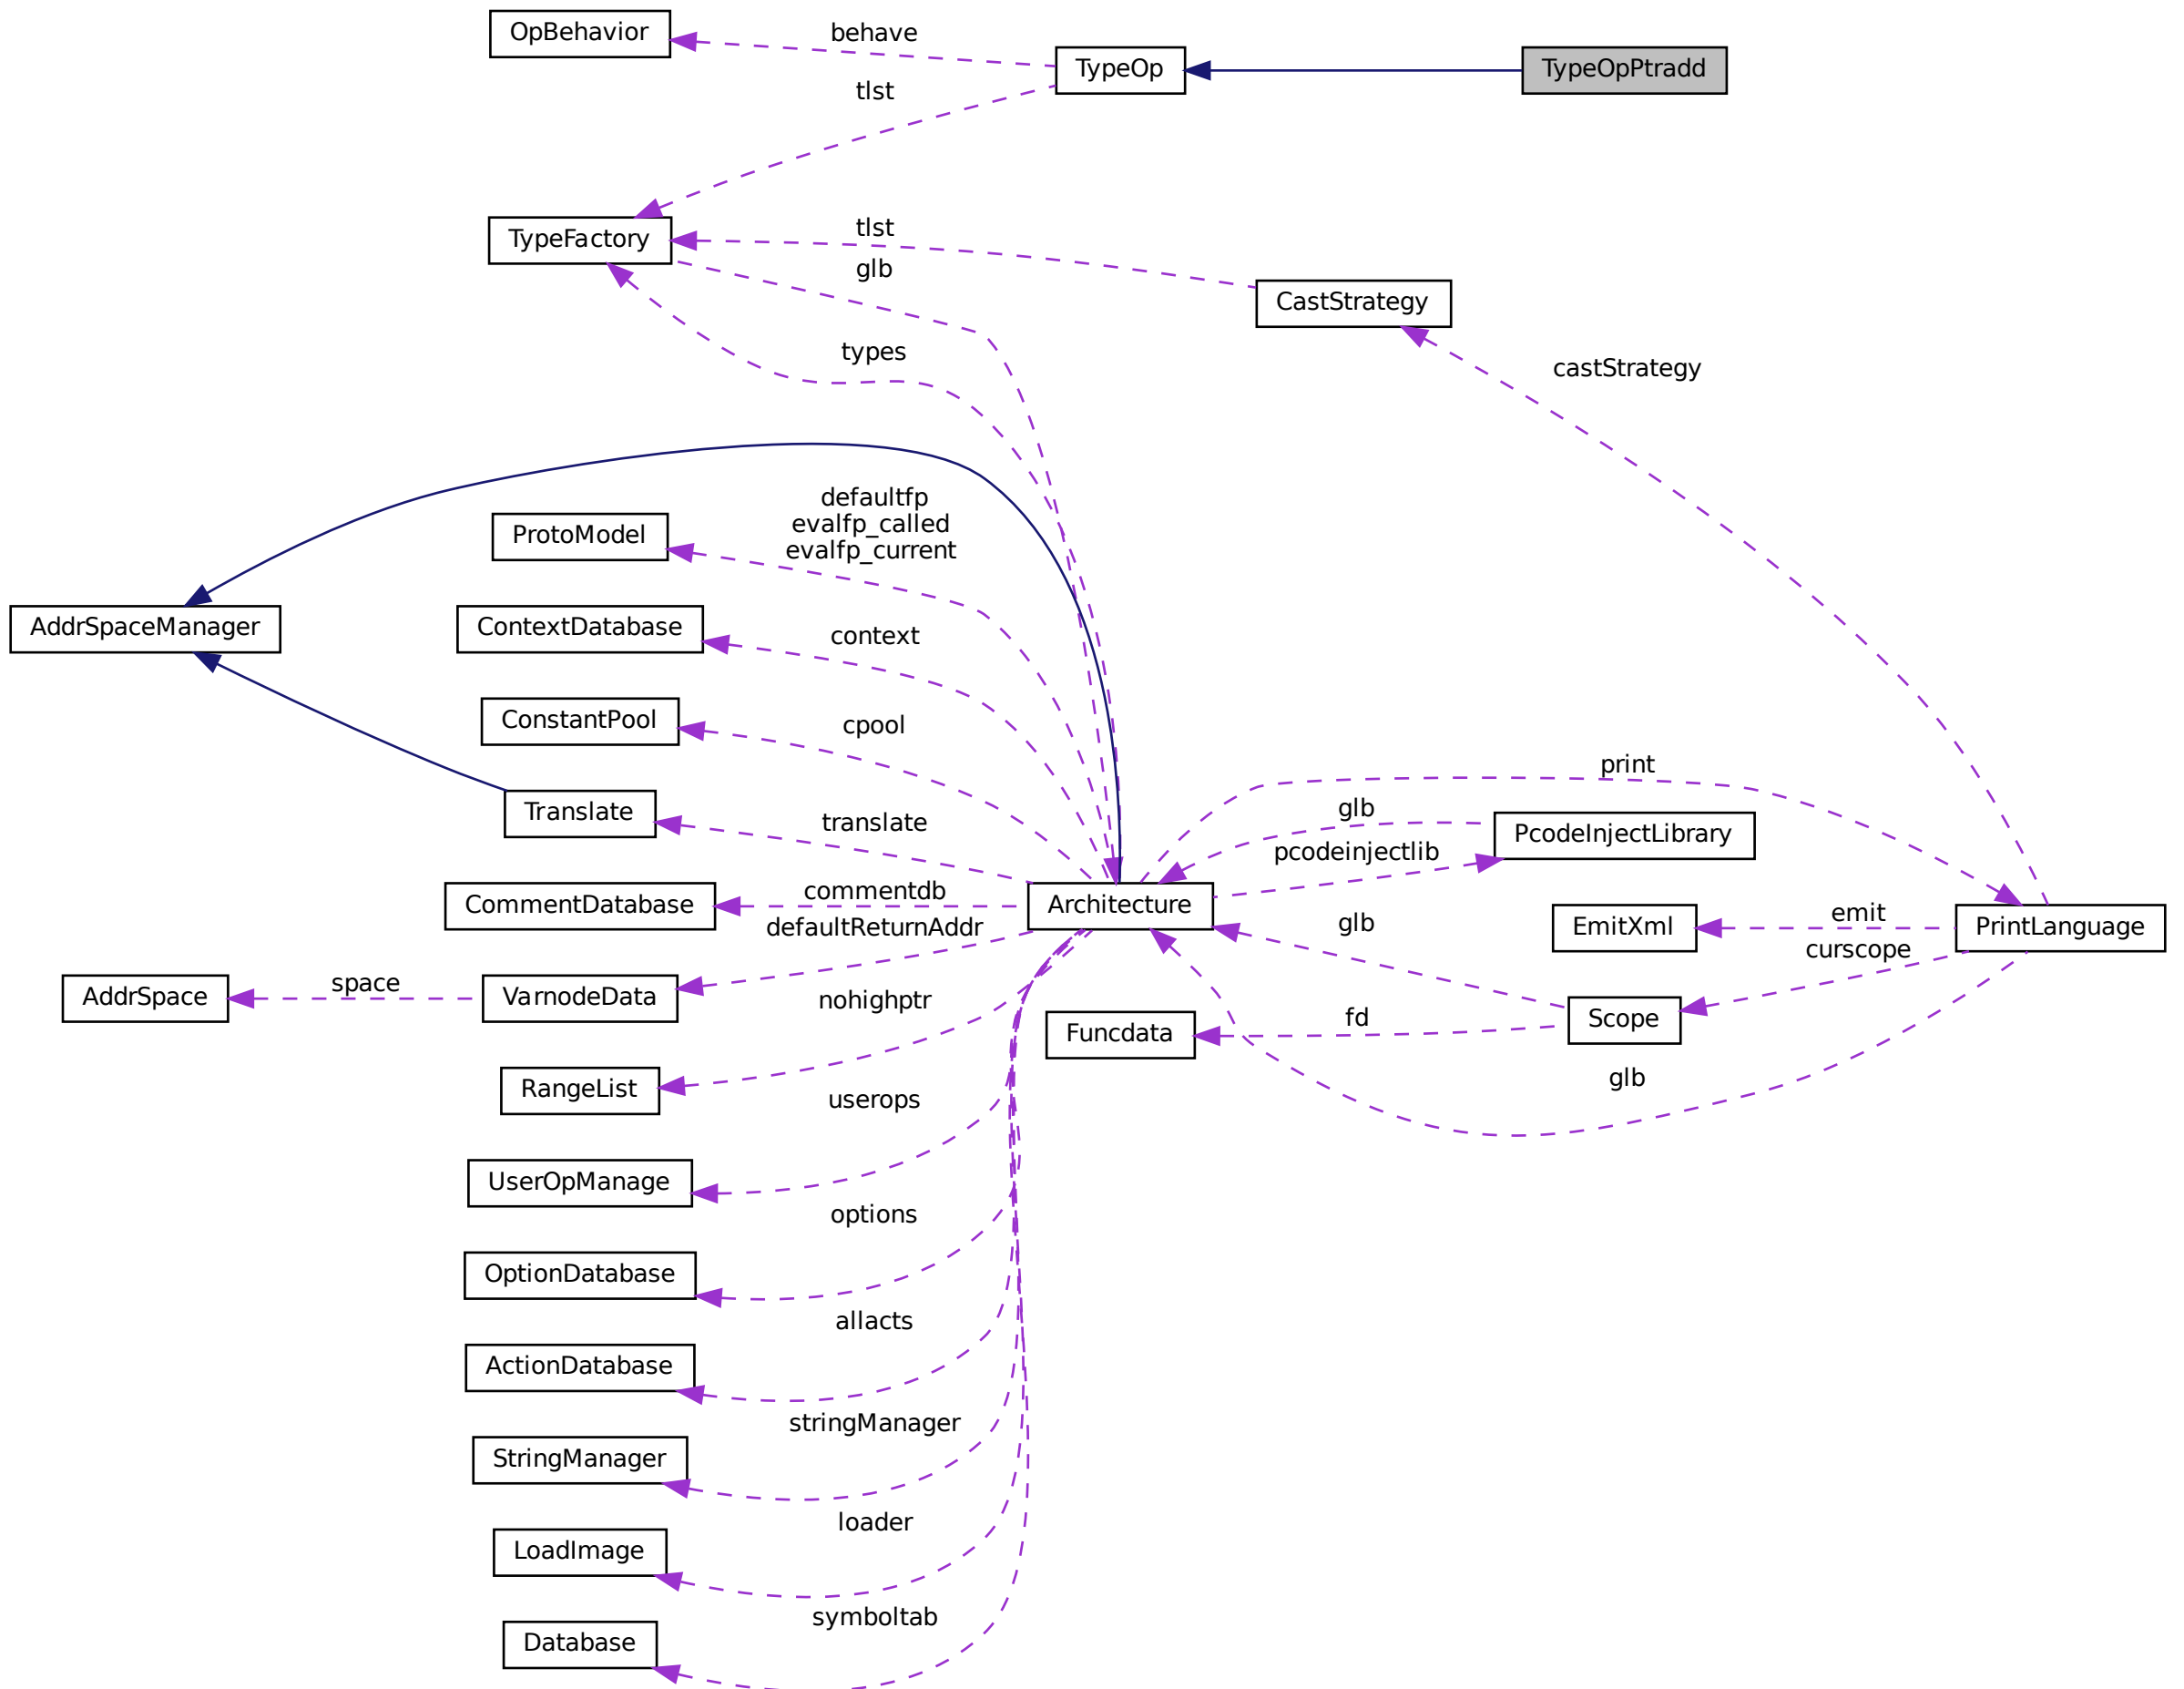 OpBehavior
behave
TypeOp
TypeOpPtradd
tlst
TypeFactory
tlst
glb
CastStrategy
types
castStrategy
defaultfp
evalfp_called
evalfp_current
ProtoModel
AddrSpaceManager
ContextDatabase
context
ConstantPool
cpool
print
Translate
translate
glb
PcodeInjectLibrary
pcodeinjectlib
CommentDatabase
commentdb
Architecture
defaultReturnAddr
glb
EmitXml
emit
PrintLanguage
curscope
AddrSpace
space
VarnodeData
nohighptr
Funcdata
fd
Scope
RangeList
glb
userops
UserOpManage
options
OptionDatabase
allacts
ActionDatabase
stringManager
StringManager
loader
LoadImage
symboltab
Database